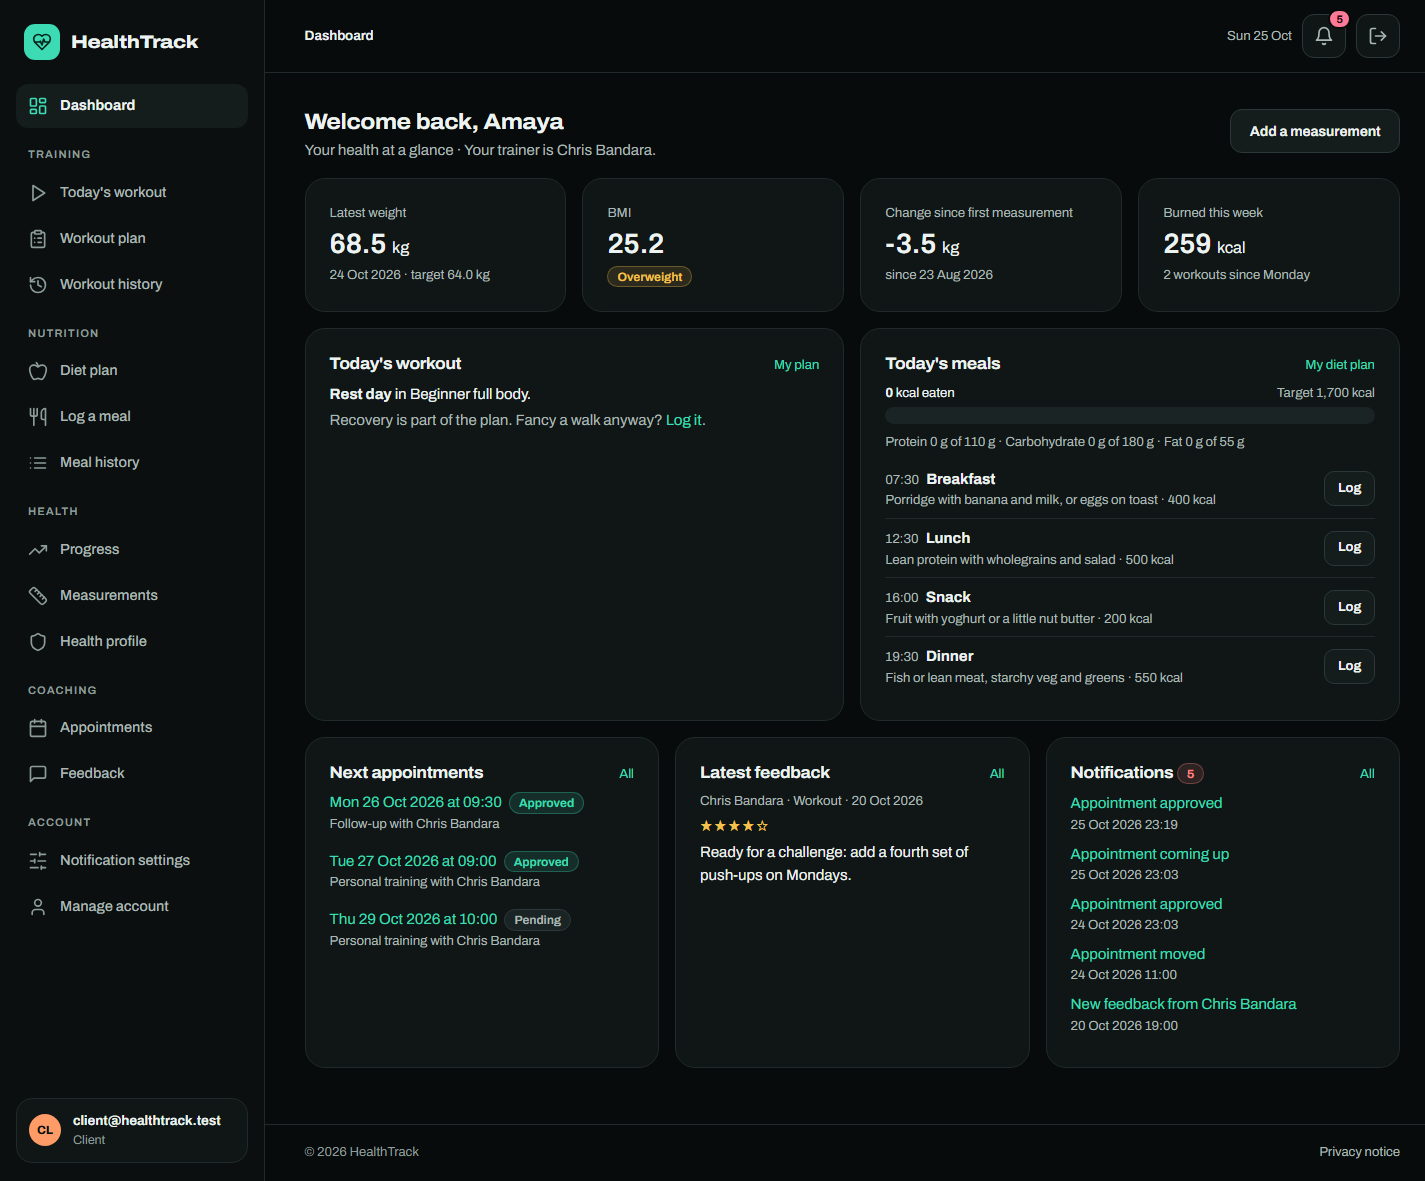 HealthTrack
Dashboard
TRAINING
Today's workout
Workout plan
Workout history
NUTRITION
Diet plan
Log a meal
Meal history
HEALTH
Progress
Measurements
Health profile
COACHING
Appointments
Feedback
ACCOUNT
Notification settings
Manage account
CL
client@healthtrack.test
Client
Dashboard
Sun 25 Oct
5
Welcome back, Amaya
Your health at a glance · Your trainer is Chris Bandara.
Add a measurement
Latest weight
68.5 kg
24 Oct 2026 · target 64.0 kg
BMI
25.2
Overweight
Change since first measurement
-3.5 kg
since 23 Aug 2026
Burned this week
259 kcal
2 workouts since Monday
Today's workout
My plan
Rest day in Beginner full body.
Recovery is part of the plan. Fancy a walk anyway? Log it.
Today's meals
My diet plan
0 kcal eaten
Target 1,700 kcal
Protein 0 g of 110 g · Carbohydrate 0 g of 180 g · Fat 0 g of 55 g
07:30 Breakfast
Porridge with banana and milk, or eggs on toast · 400 kcal
Log
12:30 Lunch
Lean protein with wholegrains and salad · 500 kcal
Log
16:00 Snack
Fruit with yoghurt or a little nut butter · 200 kcal
Log
19:30 Dinner
Fish or lean meat, starchy veg and greens · 550 kcal
Log
Next appointments
All
Mon 26 Oct 2026 at 09:30 Approved
Follow-up with Chris Bandara
Tue 27 Oct 2026 at 09:00 Approved
Personal training with Chris Bandara
Thu 29 Oct 2026 at 10:00 Pending
Personal training with Chris Bandara
Latest feedback
All
Chris Bandara · Workout · 20 Oct 2026
★★★★☆
Ready for a challenge: add a fourth set of
push-ups on Mondays.
Notifications 5
All
Appointment approved
25 Oct 2026 23:19
Appointment coming up
25 Oct 2026 23:03
Appointment approved
24 Oct 2026 23:03
Appointment moved
24 Oct 2026 11:00
New feedback from Chris Bandara
20 Oct 2026 19:00
© 2026 HealthTrack
Privacy notice